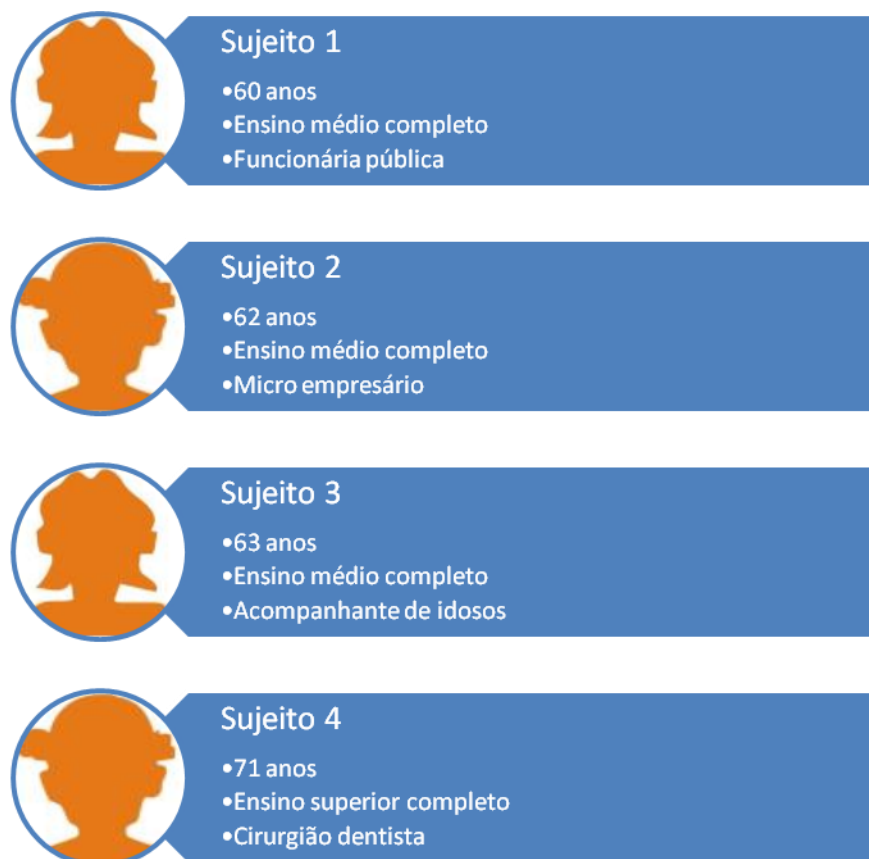 Sujeito 1
•60 anos
•Ensino médio completo
•Funcionária pública
Sujeito 2
•62 anos
•Ensino médio completo
•Micro empresário
Sujeito 3
•63 anos
•Ensino médio completo
•Acompanhante de idosos
Sujeito 4
•71 anos
•Ensino superior completo
•Cirurgião dentista